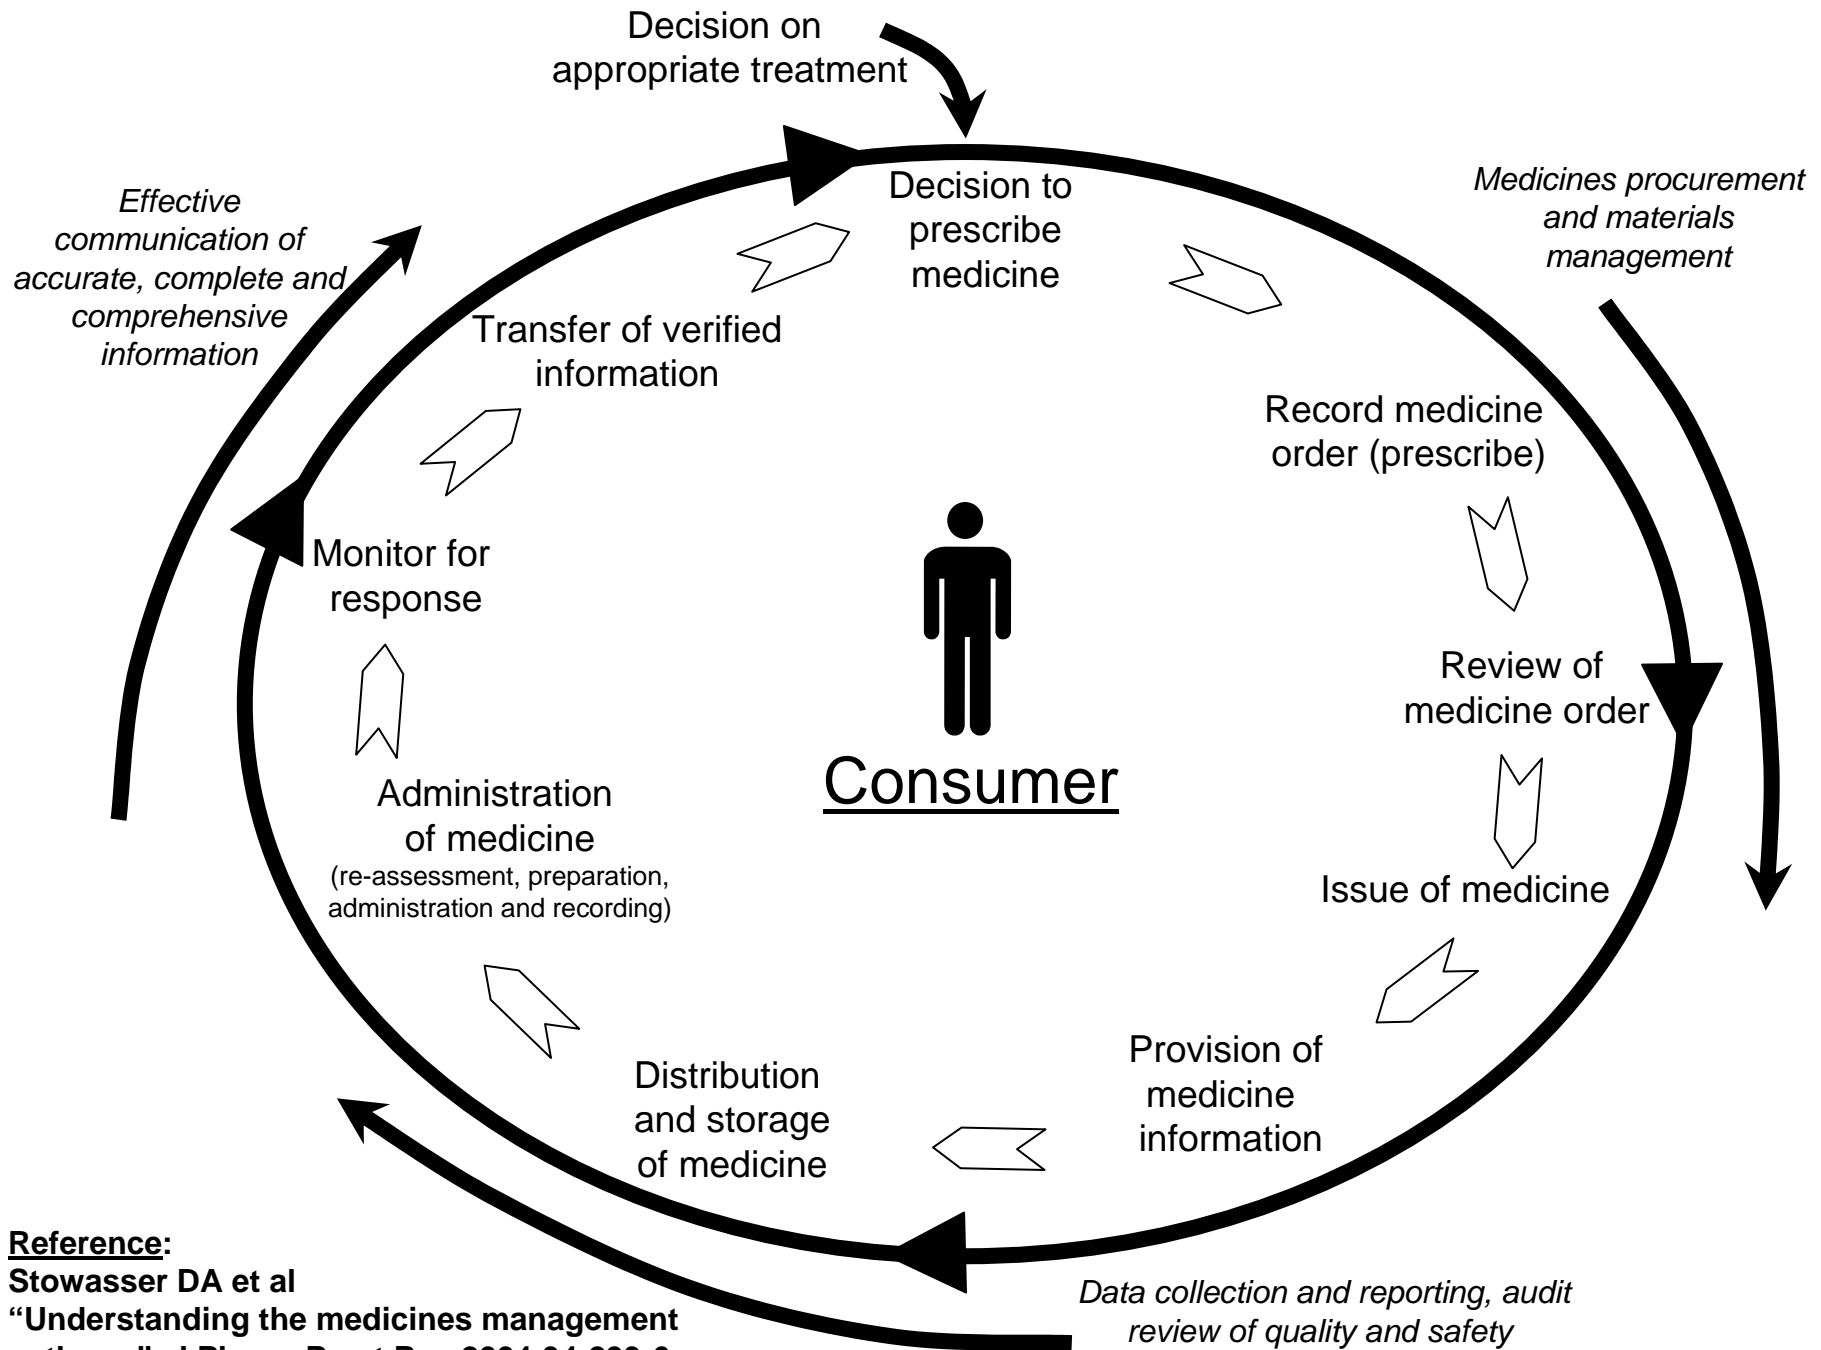 Decision on
appropriate treatment
Effective
communication of
accurate, complete and
comprehensive
information
Medicines procurement
and materials
management
Decision to
prescribe
medicine
Record medicine
order (prescribe)
Review of
medicine order
Issue of medicine
Provision of
medicine
information
Distribution
and storage
of medicine
Administration
of medicine
(re-assessment, preparation,
administration and recording)
Monitor for
response
Transfer of verified
information
Consumer
Data collection and reporting, audit
review of quality and safety
Reference:
Stowasser DA et al
“Understanding the medicines management